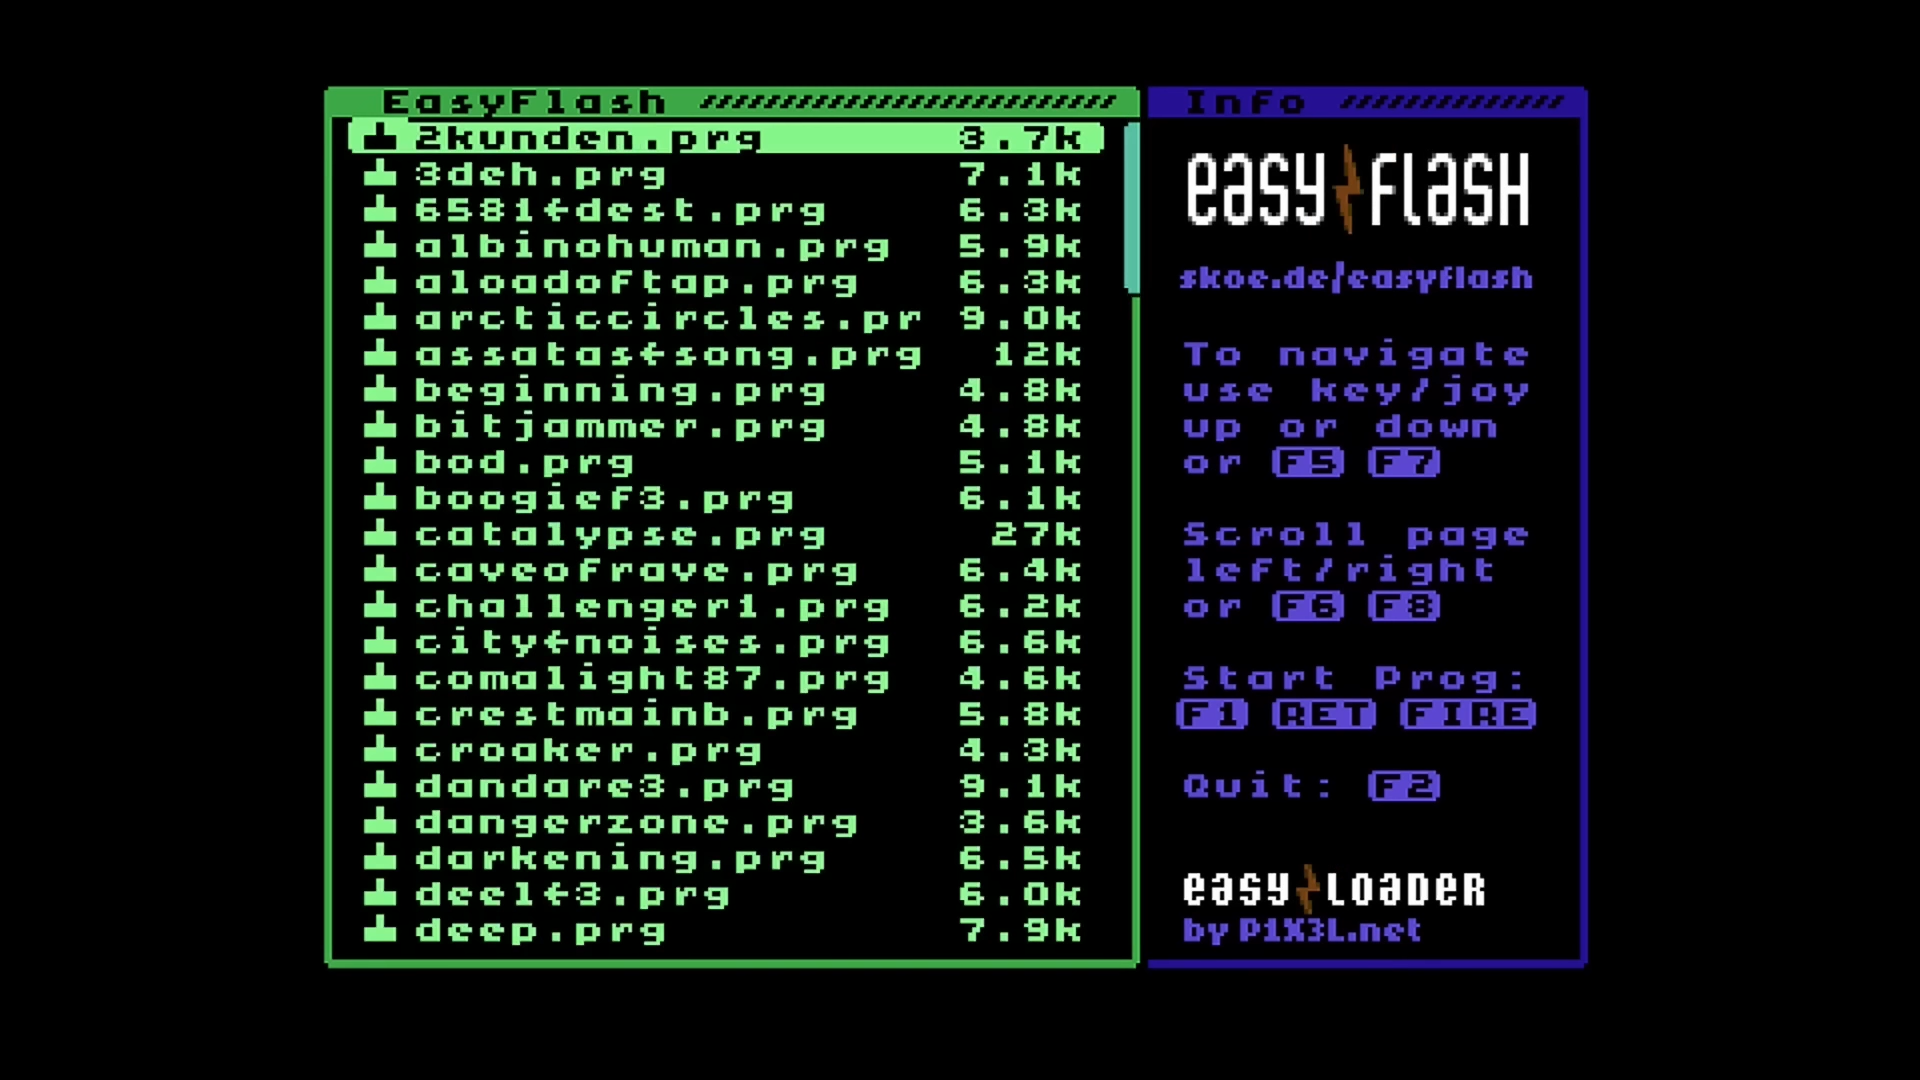 EasyFlash
2kunden.prg 3.7k
3deh.prg 7.1k
6581←dest.prg 6.3k
albinohuman.prg 5.9k
aloadoftap.prg 6.3k
arcticcircles.pr 9.0k
assatas←song.prg 12k
beginning.prg 4.8k
bitjammer.prg 4.8k
bod.prg 5.1k
boogief3.prg 6.1k
catalypse.prg 27k
caveofrave.prg 6.4k
challenger1.prg 6.2k
city←noises.prg 6.6k
comalight87.prg 4.6k
crestmainb.prg 5.8k
croaker.prg 4.3k
dandare3.prg 9.1k
dangerzone.prg 3.6k
darkening.prg 6.5k
deel←3.prg 6.0k
deep.prg 7.9k
Info
easy FLASH
skoe.de/easyflash
To navigate
use key/joy
up or down
or F5 F7
Scroll page
left/right
or F6 F8
Start Prog:
F1 RET FIRE
Quit: F2
easy LOADER
by P1X3L.net